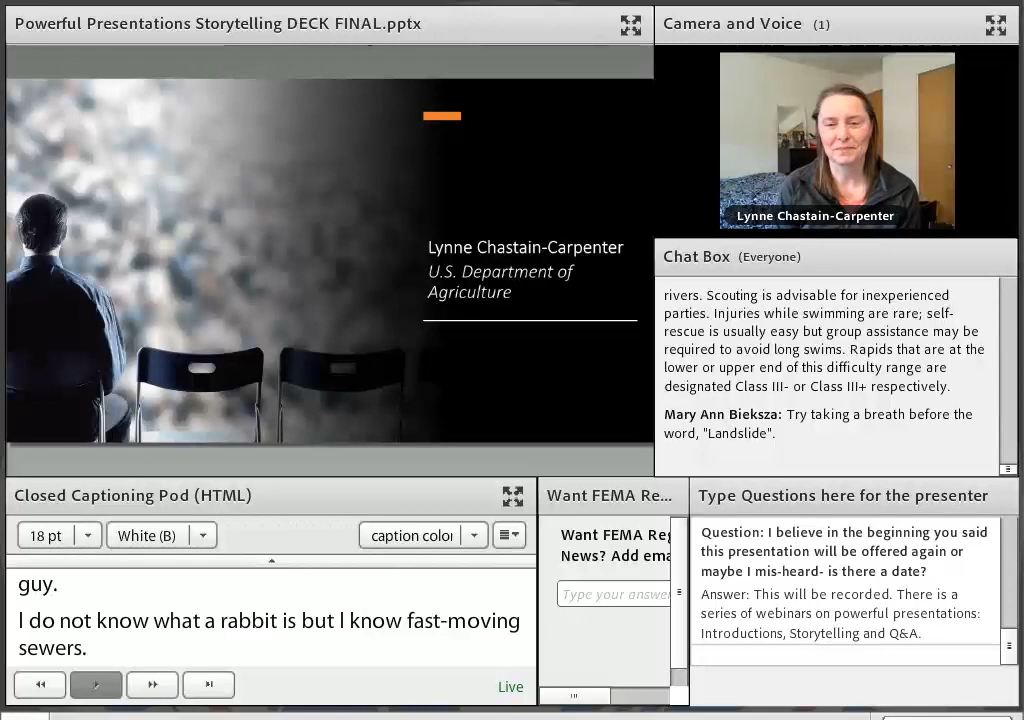 Powerful Presentations Storytelling DECK FINAL.pptx
Lynne Chastain-Carpenter
U.S. Department of
Agriculture
Camera and Voice (1)
Lynne Chastain-Carpenter
Chat Box (Everyone)
rivers. Scouting is advisable for inexperienced
parties. Injuries while swimming are rare; self-
rescue is usually easy but group assistance may be
required to avoid long swims. Rapids that are at the
lower or upper end of this difficulty range are
designated Class III- or Class III+ respectively.
Mary Ann Bieksza: Try taking a breath before the
word, "Landslide".
Closed Captioning Pod (HTML)
18 pt
White (B)
caption color
guy.
I do not know what a rabbit is but I know fast-moving
sewers.
Live
Want FEMA Re...
Want FEMA Reg
News? Add ema
Type your answer
Type Questions here for the presenter
Question: I believe in the beginning you said
this presentation will be offered again or
maybe I mis-heard- is there a date?
Answer: This will be recorded. There is a
series of webinars on powerful presentations:
Introductions, Storytelling and Q&A.